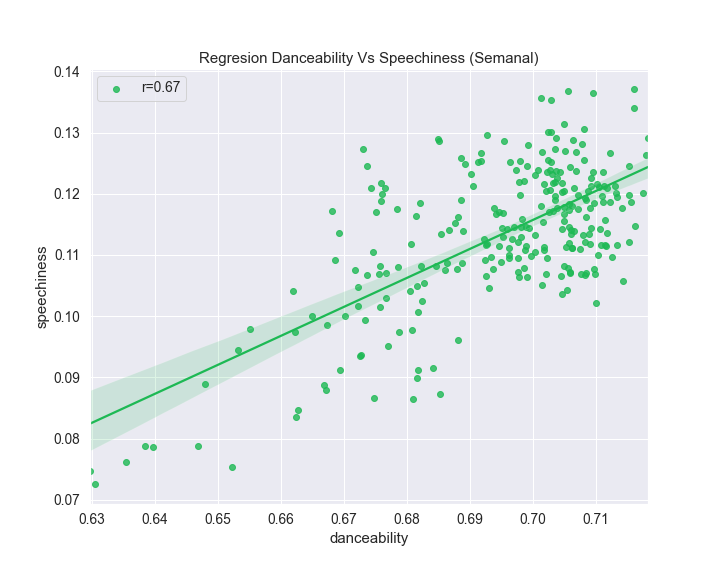 Regresion Danceability Vs Speechiness (Semanal)
r=0.67
speechiness
0.14
0.13
0.12
0.11
0.10
0.09
0.08
0.07
0.63 0.64 0.65 0.66 0.67 0.68 0.69 0.70 0.71
danceability